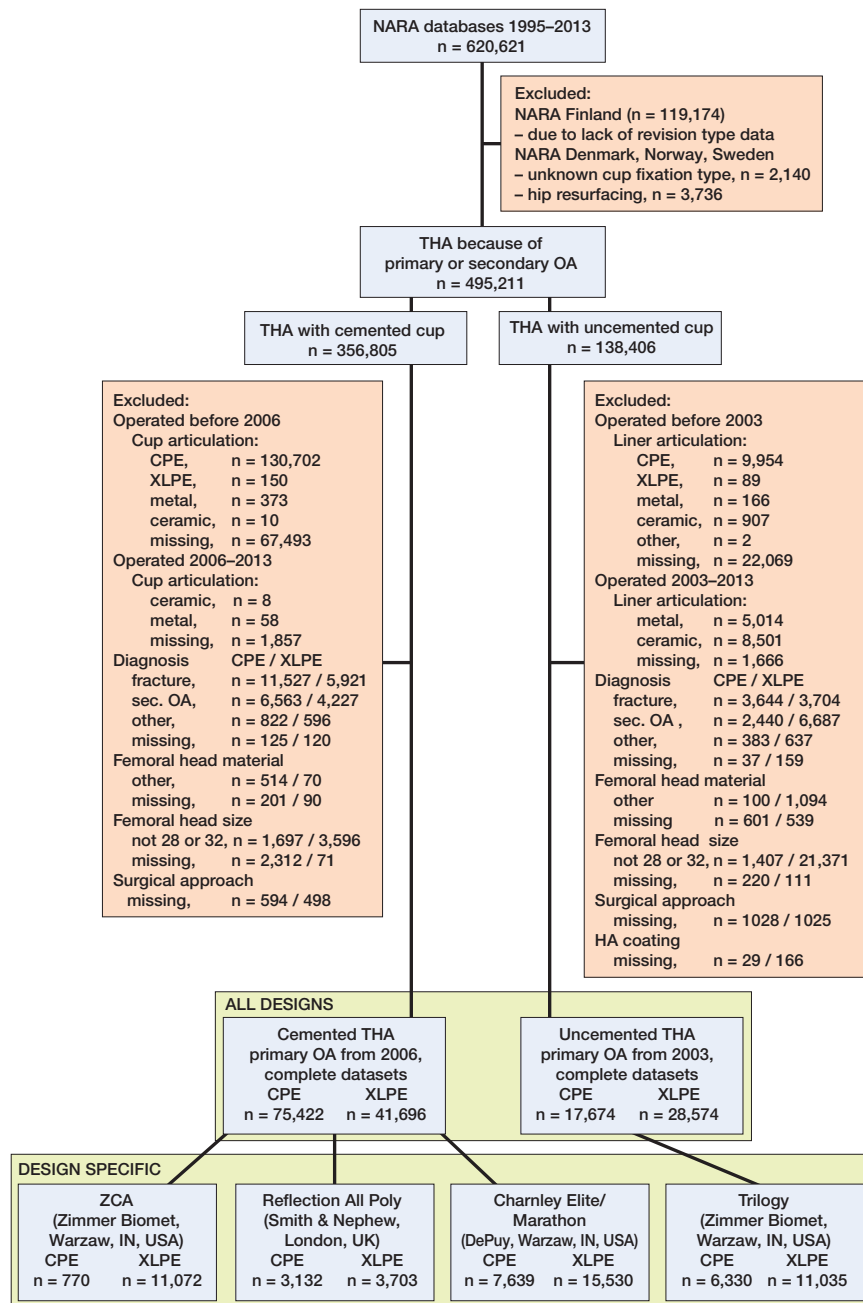 NARA databases 1995–2013
n = 620,621
Excluded:
NARA Finland (n = 119,174)
– due to lack of revision type data
NARA Denmark, Norway, Sweden
– unknown cup fixation type, n = 2,140
– hip resurfacing, n = 3,736
THA because of
primary or secondary OA
n = 495,211
THA with cemented cup
n = 356,805
THA with uncemented cup
n = 138,406
Excluded:
Operated before 2006
Cup articulation:
CPE, n = 130,702
XLPE, n = 150
metal, n = 373
ceramic, n = 10
missing, n = 67,493
Operated 2006–2013
Cup articulation:
ceramic, n = 8
metal, n = 58
missing, n = 1,857
Diagnosis CPE / XLPE
fracture, n = 11,527 / 5,921
sec. OA, n = 6,563 / 4,227
other, n = 822 / 596
missing, n = 125 / 120
Femoral head material
other, n = 514 / 70
missing, n = 201 / 90
Femoral head size
not 28 or 32, n = 1,697 / 3,596
missing, n = 2,312 / 71
Surgical approach
missing, n = 594 / 498
Excluded:
Operated before 2003
Liner articulation:
CPE, n = 9,954
XLPE, n = 89
metal, n = 166
ceramic, n = 907
other, n = 2
missing, n = 22,069
Operated 2003–2013
Liner articulation:
metal, n = 5,014
ceramic, n = 8,501
missing, n = 1,666
Diagnosis CPE / XLPE
fracture, n = 3,644 / 3,704
sec. OA , n = 2,440 / 6,687
other, n = 383 / 637
missing, n = 37 / 159
Femoral head material
other n = 100 / 1,094
missing n = 601 / 539
Femoral head size
not 28 or 32, n = 1,407 / 21,371
missing, n = 220 / 111
Surgical approach
missing, n = 1028 / 1025
HA coating
missing, n = 29 / 166
ALL DESIGNS
Cemented THA
primary OA from 2006,
complete datasets
CPE XLPE
n = 75,422 n = 41,696
Uncemented THA
primary OA from 2003,
complete datasets
CPE XLPE
n = 17,674 n = 28,574
DESIGN SPECIFIC
ZCA
(Zimmer Biomet,
Warzaw, IN, USA)
CPE XLPE
n = 770 n = 11,072
Reflection All Poly
(Smith & Nephew,
London, UK)
CPE XLPE
n = 3,132 n = 3,703
Charnley Elite/
Marathon
(DePuy, Warzaw, IN, USA)
CPE XLPE
n = 7,639 n = 15,530
Trilogy
(Zimmer Biomet,
Warzaw, IN, USA)
CPE XLPE
n = 6,330 n = 11,035